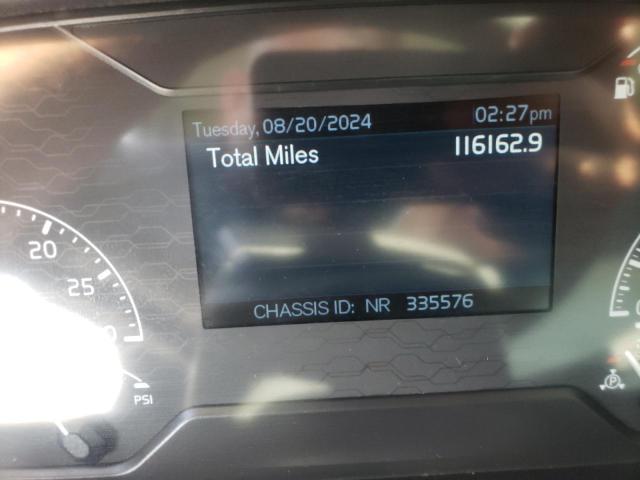 Tuesday, 08/20/2024 02:27pm
Total Miles 116162.9
CHASSIS ID: NR 335576
20
25
PSI
P